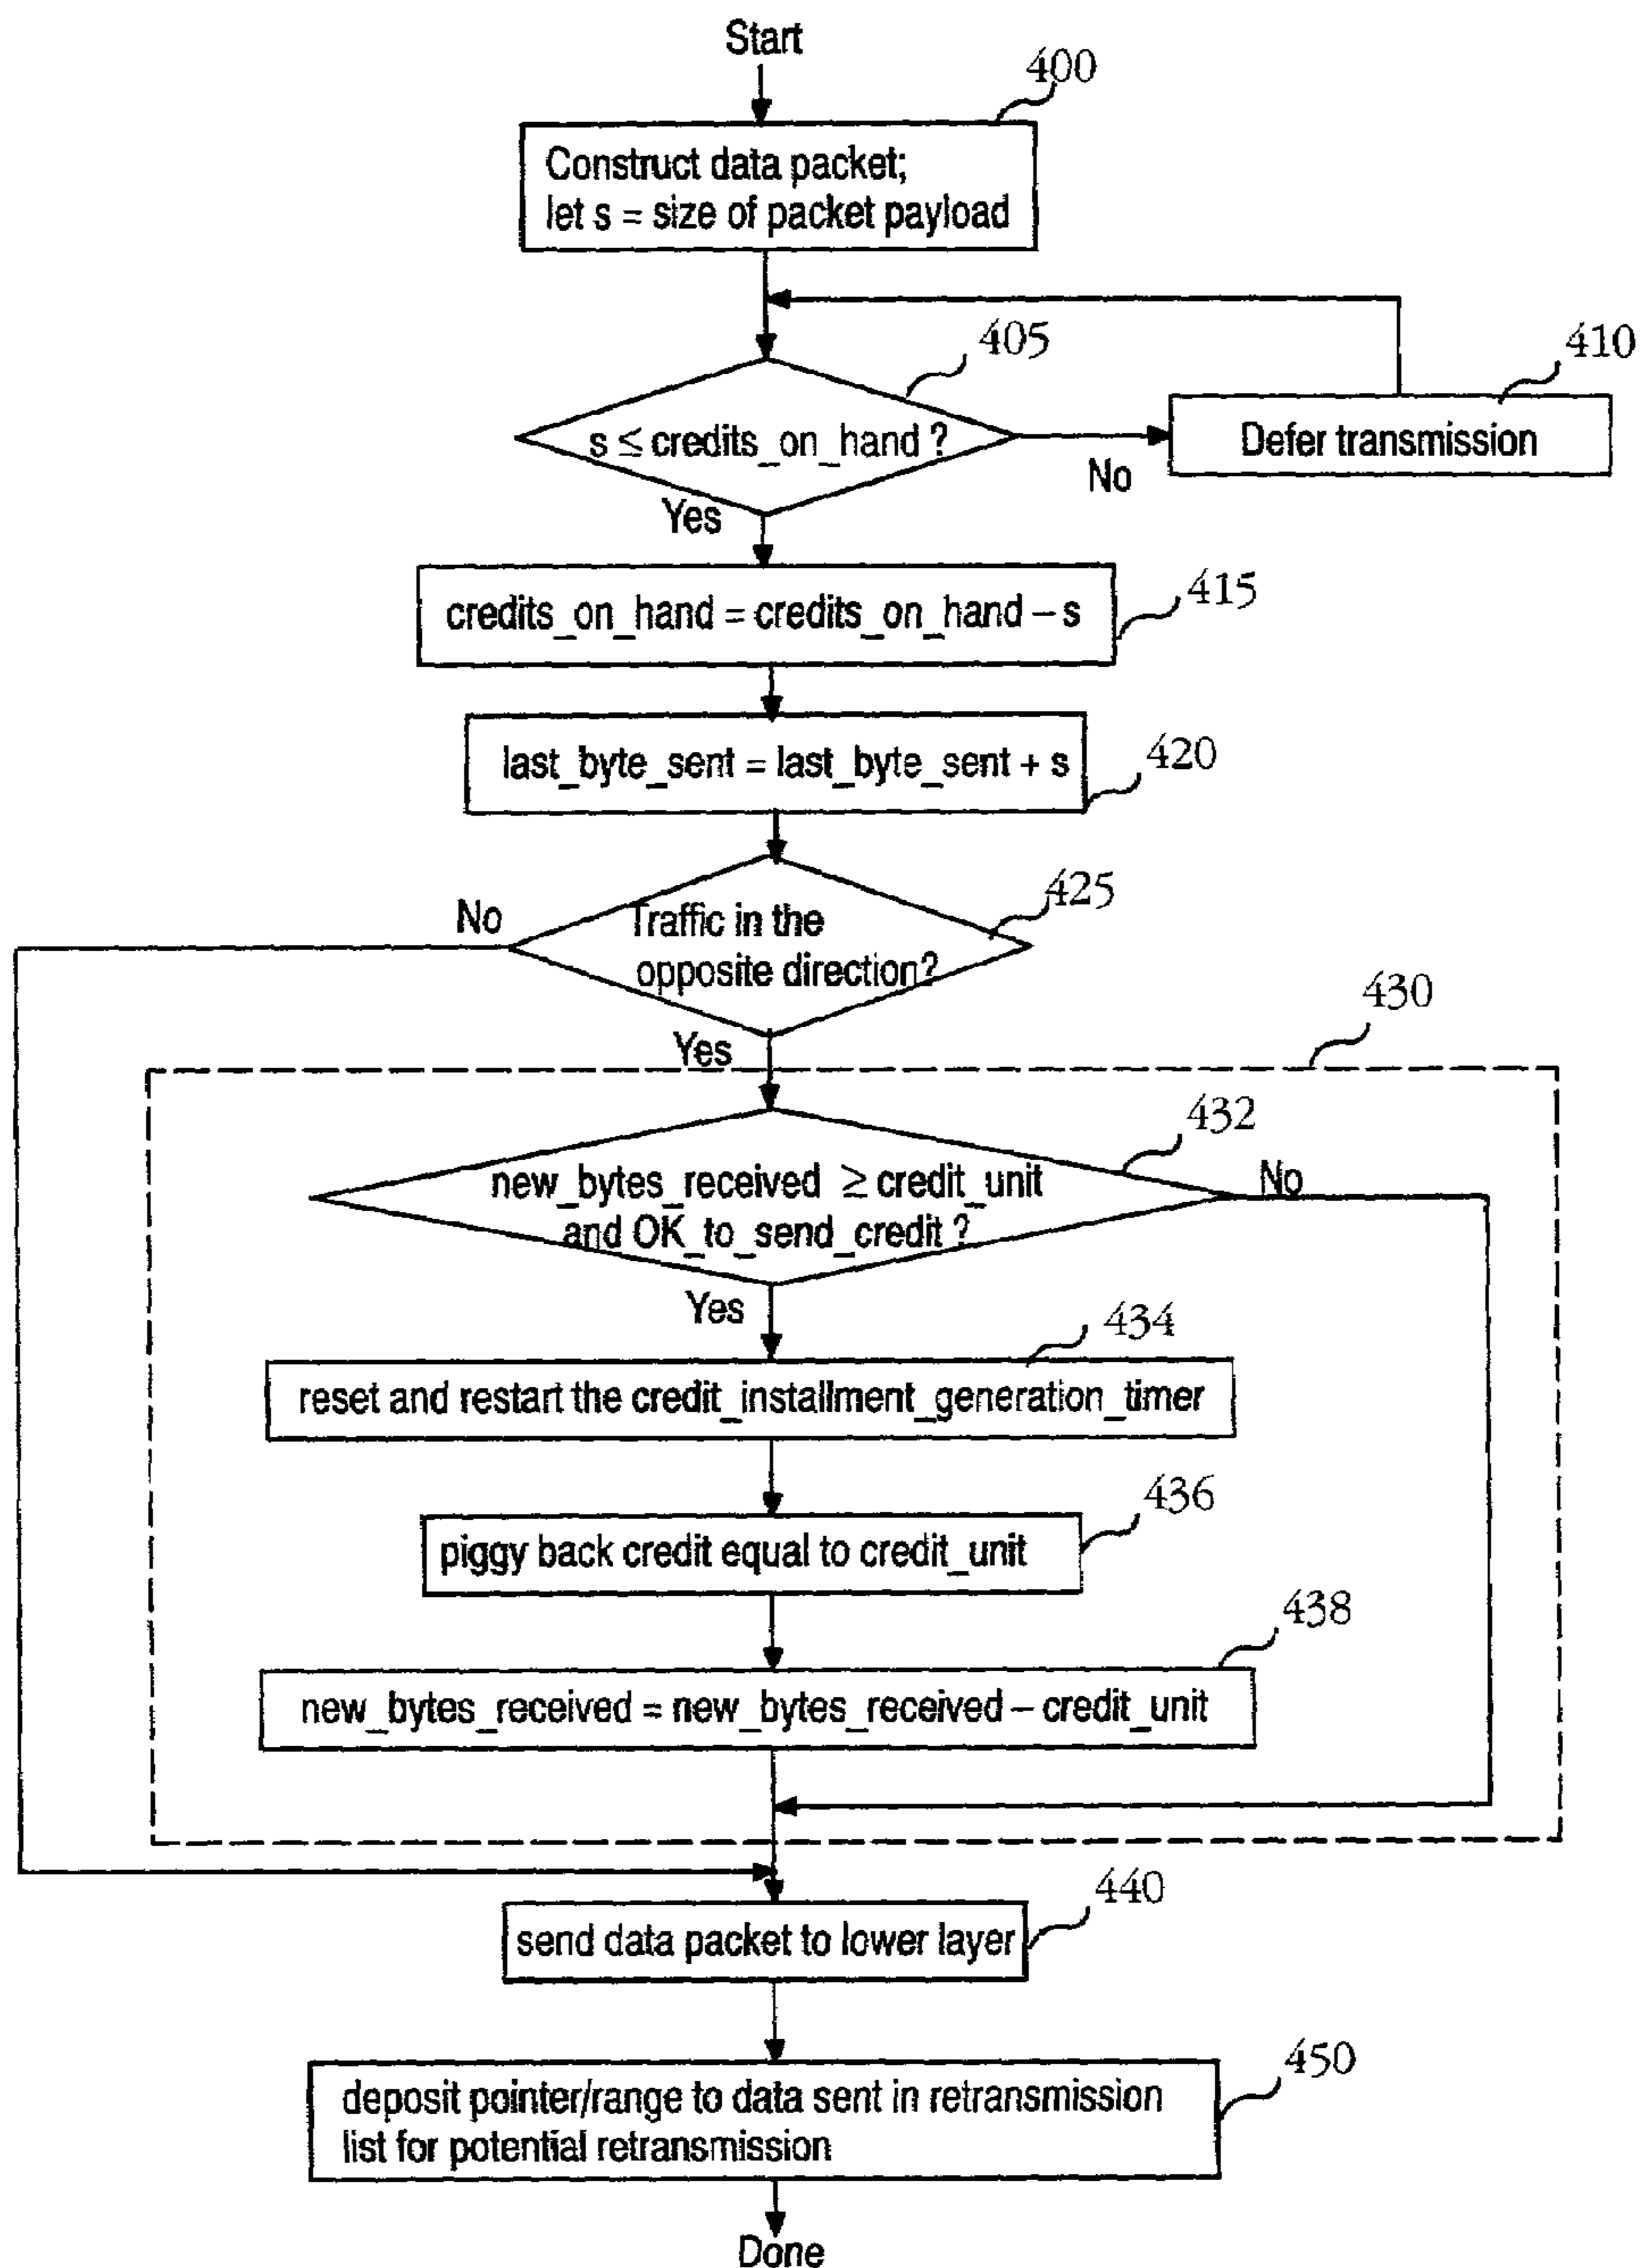 Start
400
Construct data packet;
let s = size of packet payload
405
410
s ≤ credits_on_hand ?
Defer transmission
No
Yes
credits_on_hand = credits_on_hand – s
415
last_byte_sent = last_byte_sent + s
420
No
425
Traffic in the
opposite direction?
430
Yes
432
new_bytes_received ≥ credit_unit
No
and OK_to_send_credit ?
Yes
434
reset and restart the credit_installment_generation_timer
436
piggy back credit equal to credit_unit
438
new_bytes_received = new_bytes_received – credit_unit
440
send data packet to lower layer
450
deposit pointer/range to data sent in retransmission
list for potential retransmission
Done